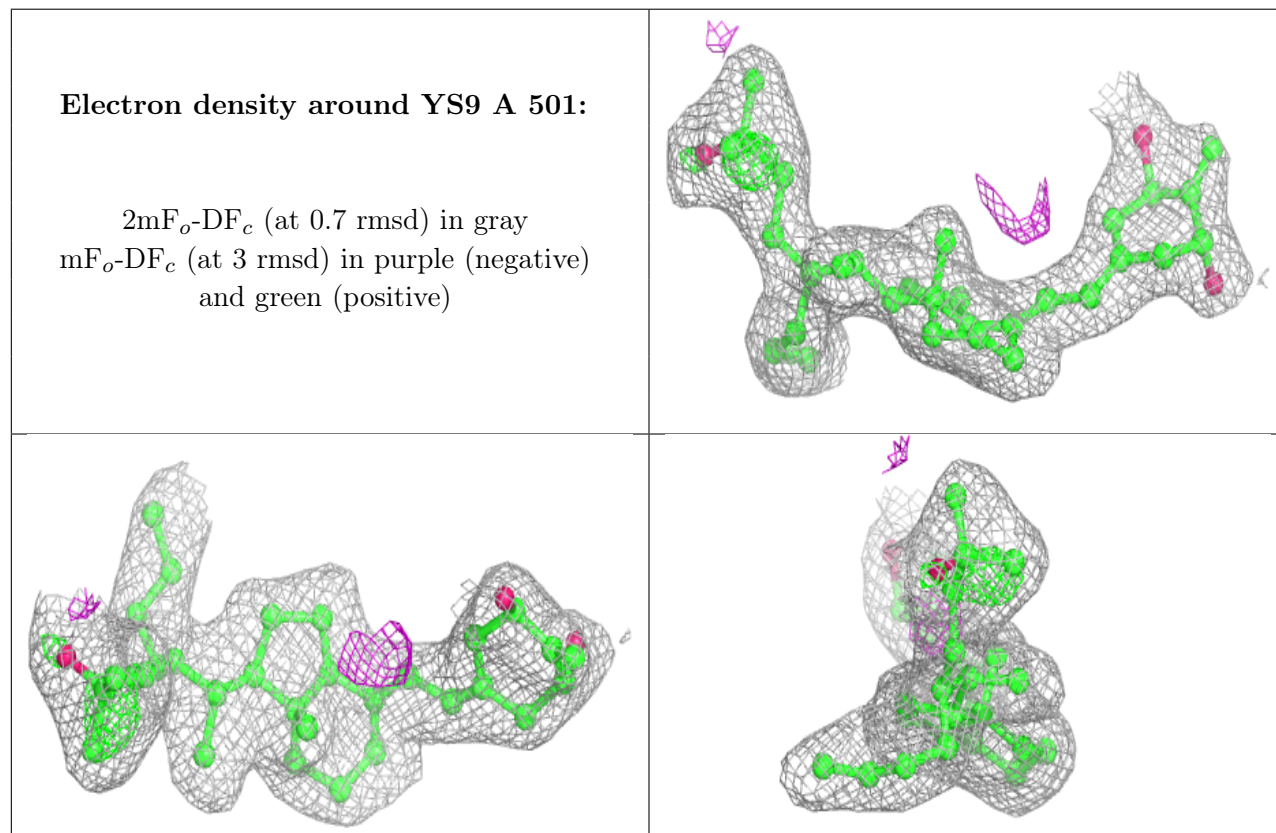 Electron density around YS9 A 501:
2mFo-DFc (at 0.7 rmsd) in gray
mFo-DFc (at 3 rmsd) in purple (negative)
and green (positive)